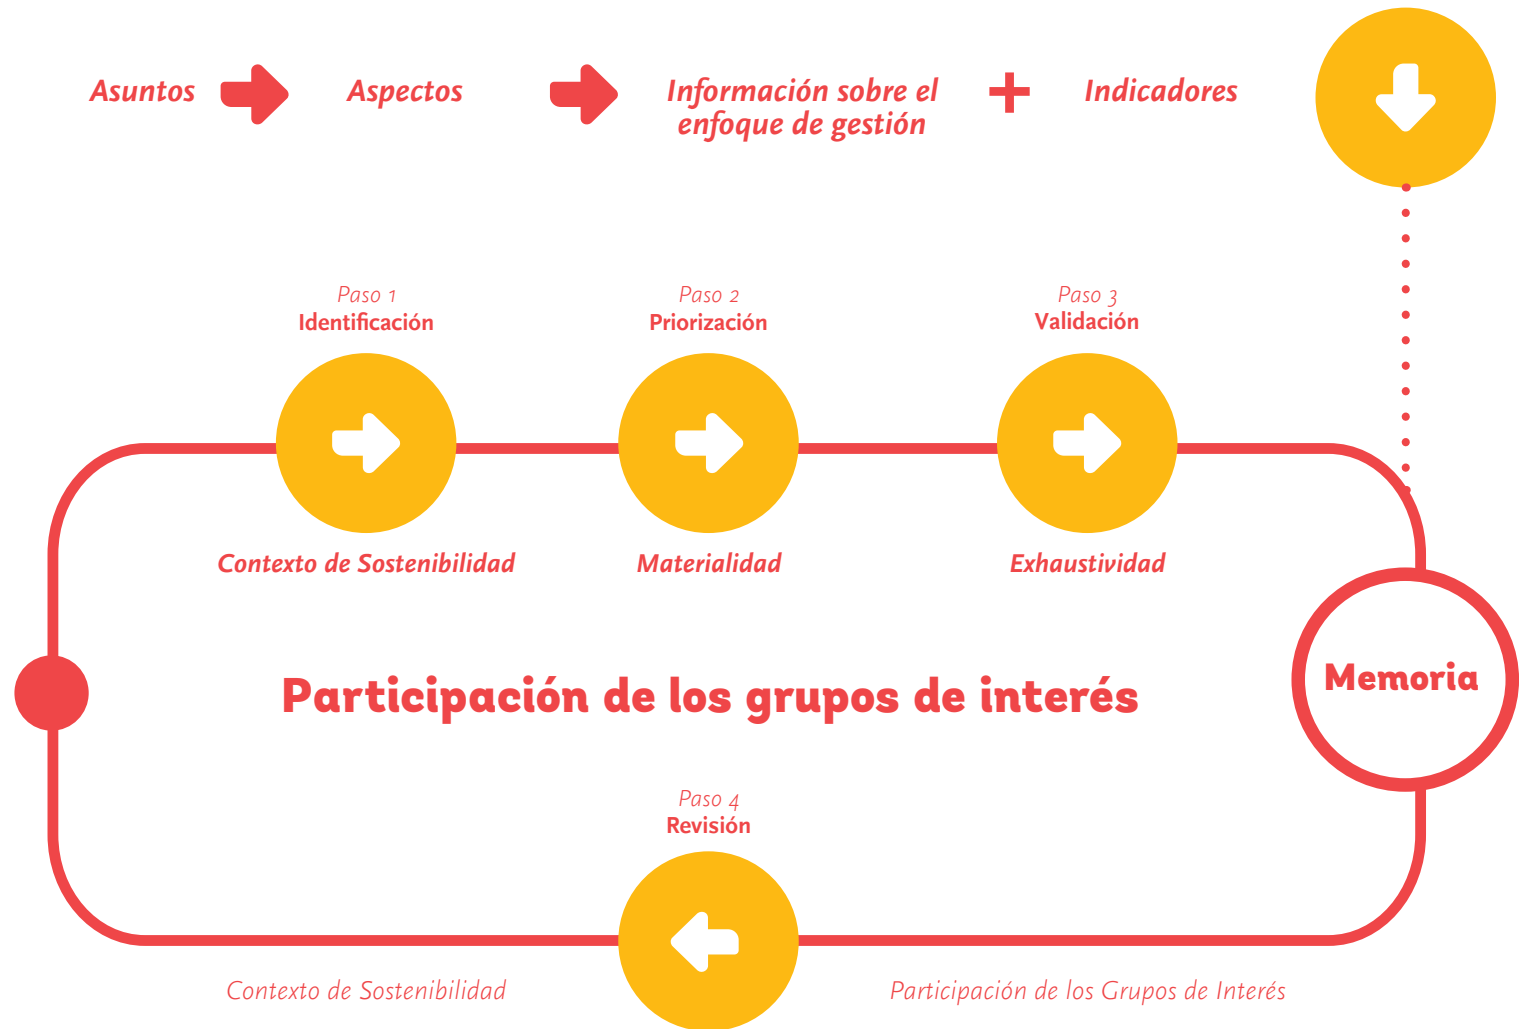 Asuntos
Aspectos
Información sobre el
enfoque de gestión
+
Indicadores
Paso 1
Identificación
Paso 2
Priorización
Paso 3
Validación
Contexto de Sostenibilidad
Materialidad
Exhaustividad
Participación de los grupos de interés
Memoria
Paso 4
Revisión
Contexto de Sostenibilidad
Participación de los Grupos de Interés